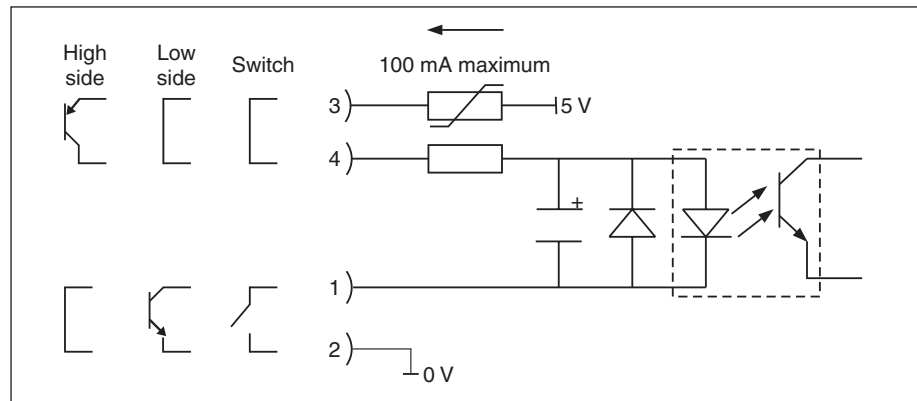 High side
Low side
Switch
100 mA maximum
3
5 V
4
+
1
2
0 V